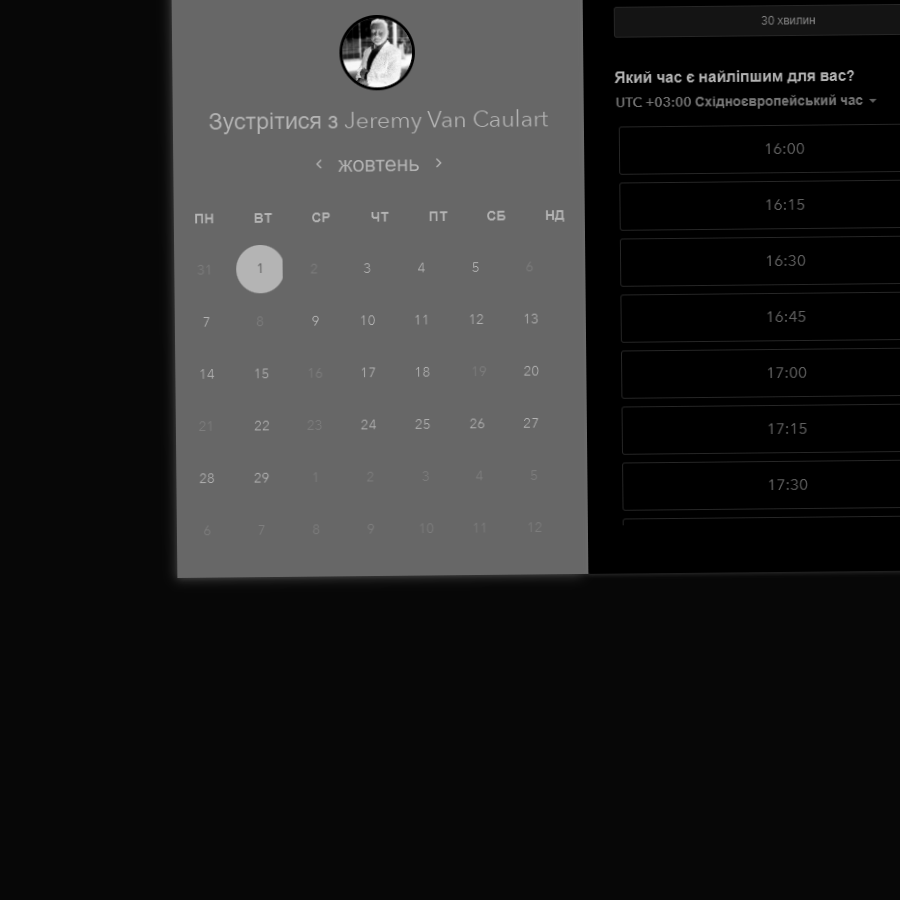 Зустрітися з Jeremy Van Caulart
жовтень
ПН ВТ СР ЧТ ПТ СБ НД
31 1 2 3 4 5 6
7 8 9 10 11 12 13
14 15 16 17 18 19 20
21 22 23 24 25 26 27
28 29 1 2 3 4 5
6 7 8 9 10 11 12
30 хвилин
Який час є найліпшим для вас?
UTC +03:00 Східноєвропейський час
16:00
16:15
16:30
16:45
17:00
17:15
17:30